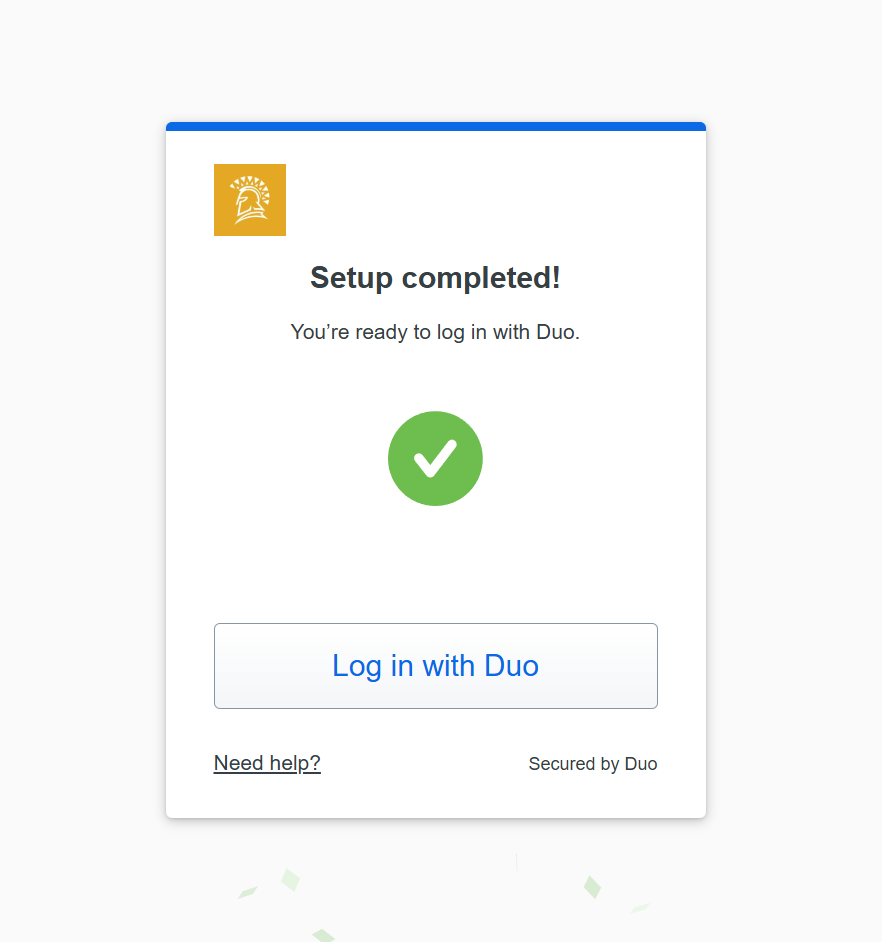 Setup completed!
You’re ready to log in with Duo.
Log in with Duo
Need help?
Secured by Duo